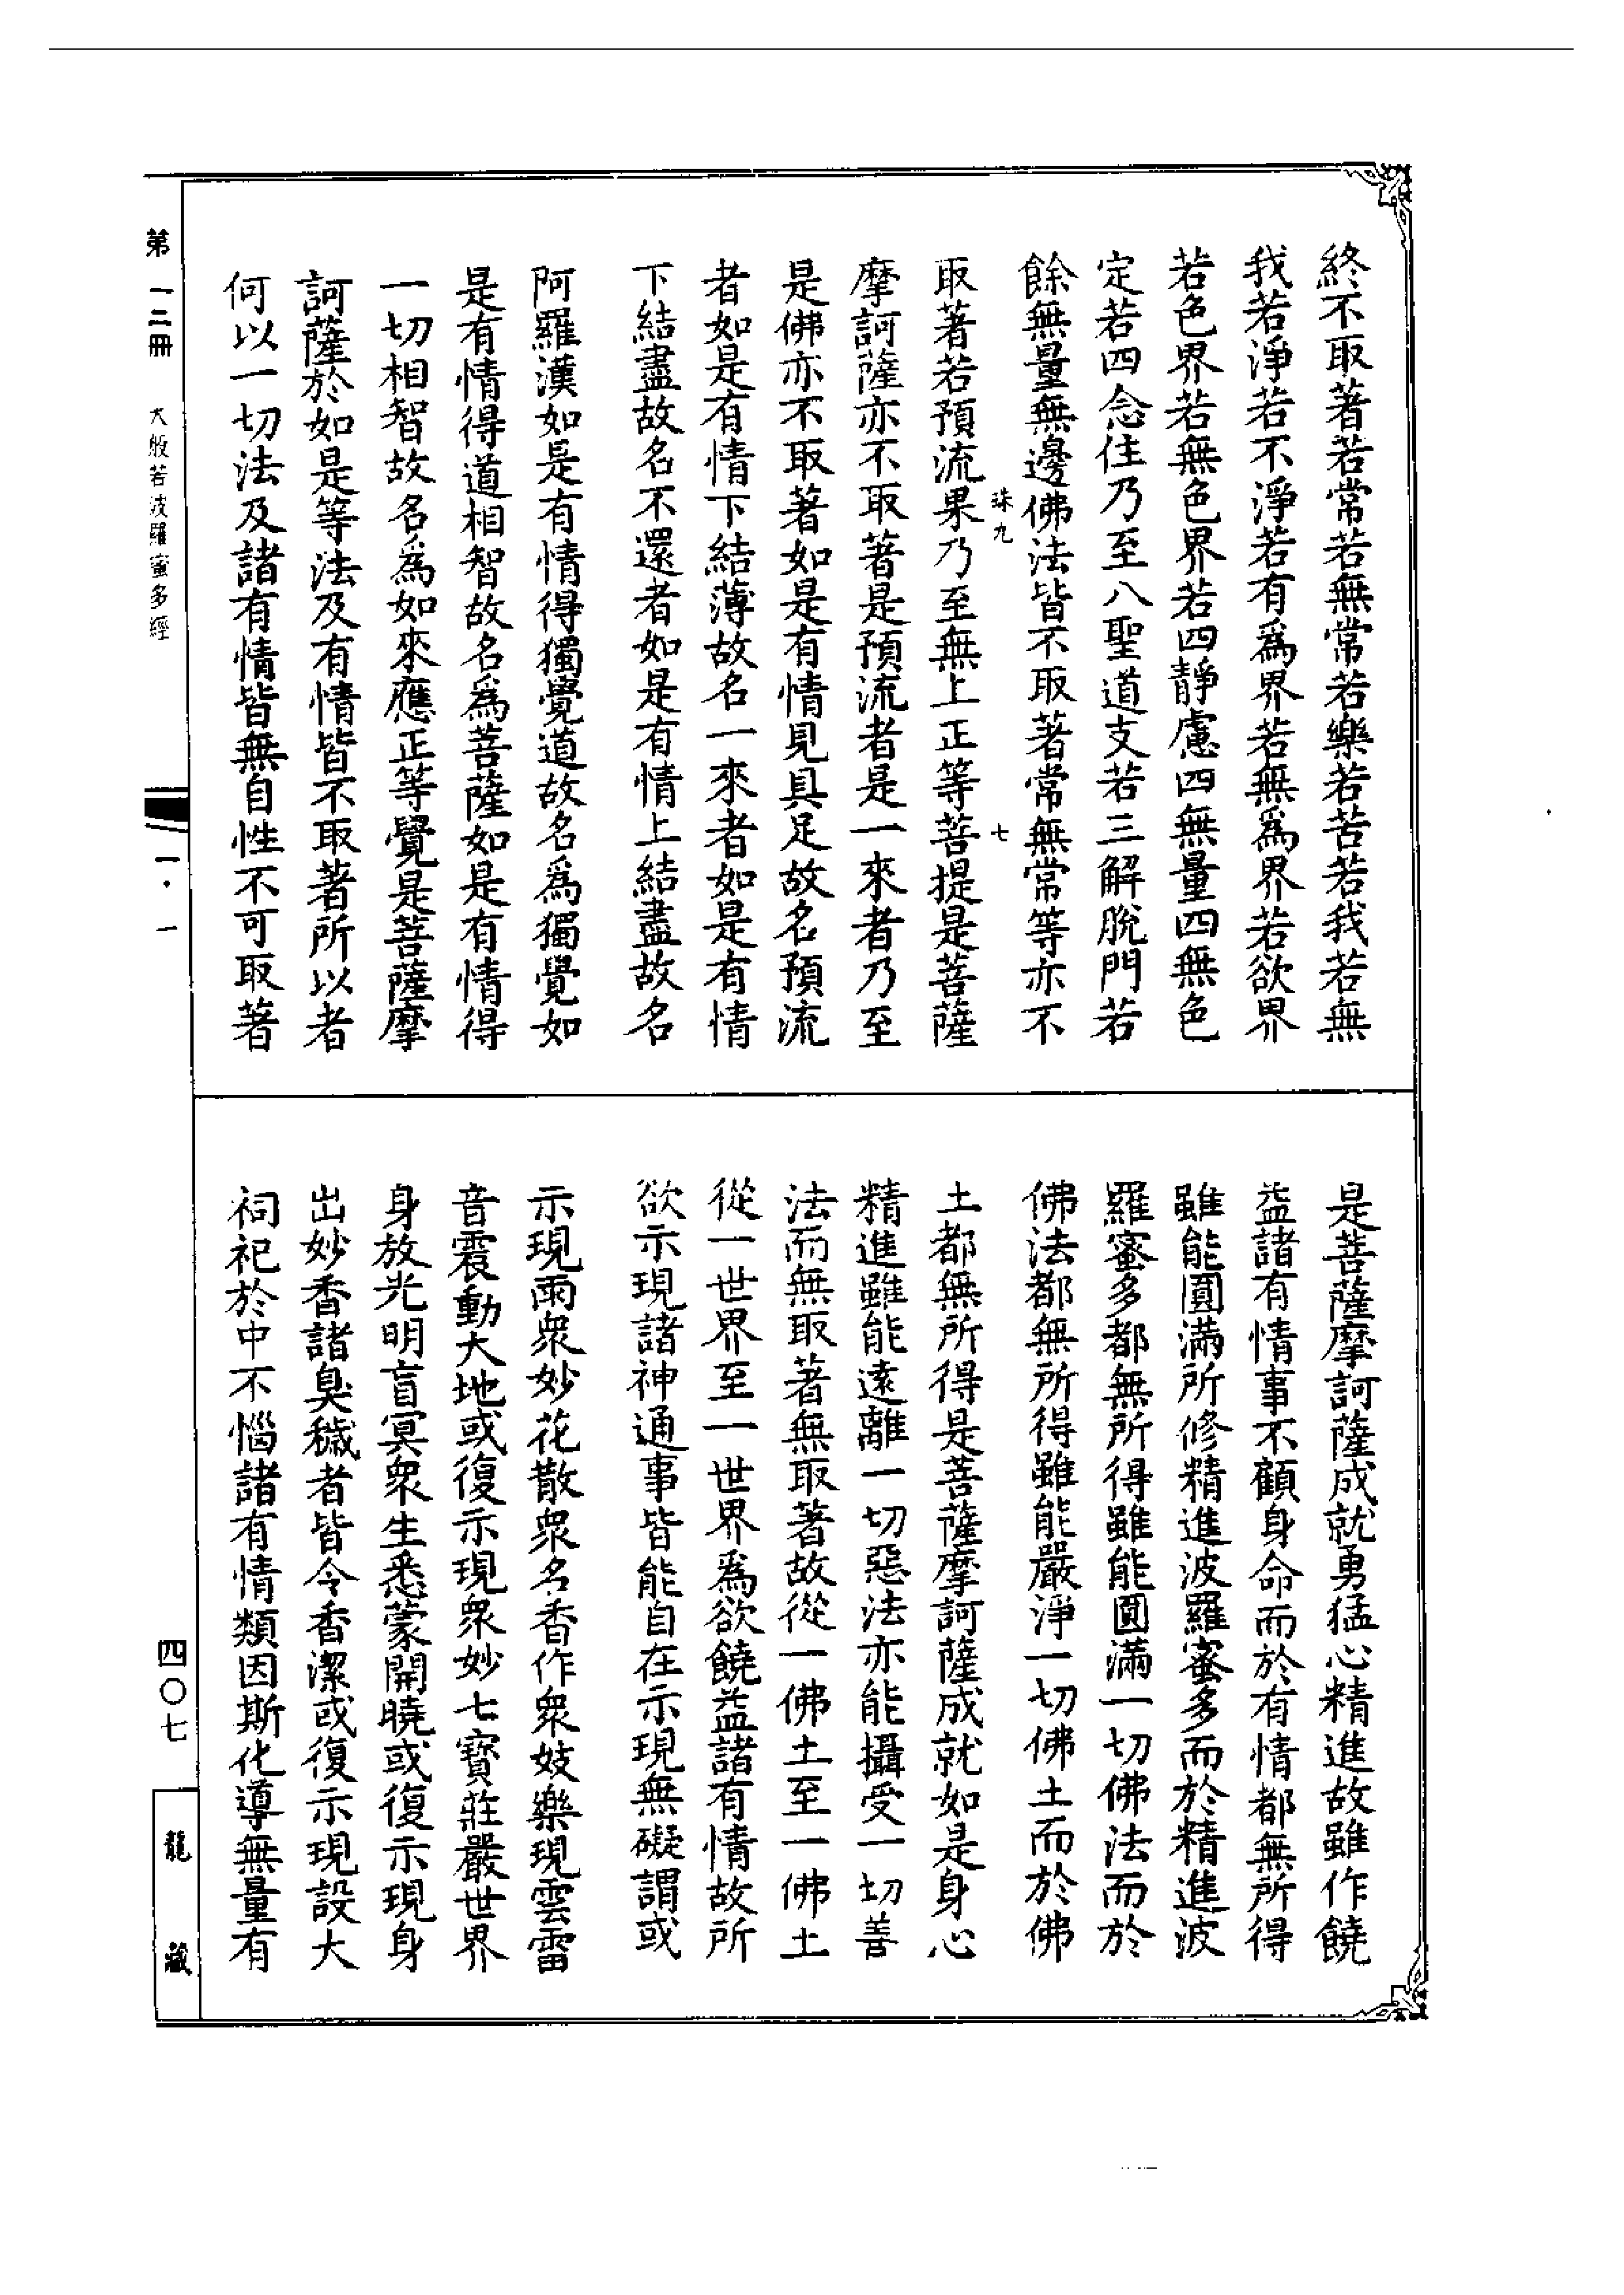 終不取著若常若無常若樂若苦若我若無
我若淨若不淨若有爲界若無爲界若欲界
若色界若無色界若四靜慮四無量四無色
定若四念住乃至八聖道支若三解脫門若
餘無量無邊佛法皆不取著常無常等亦不
珠九 七
取著若預流果乃至無上正等菩提是菩薩
摩訶薩亦不取著是預流者是一來者乃至
是佛亦不取著如是有情見具足故名預流
者如是有情下結薄故名一來者如是有情
下結盡故名不還者如是有情上結盡故名
阿羅漢如是有情得獨覺道故名爲獨覺如
是有情得道相智故名爲菩薩如是有情得
一切相智故名爲如來應正等覺是菩薩摩
訶薩於如是等法及有情皆不取著所以者
何以一切法及諸有情皆無自性不可取著
是菩薩摩訶薩成就勇猛心精進故雖作饒
益諸有情事不顧身命而於有情都無所得
雖能圓滿所修精進波羅蜜多而於精進波
羅蜜多都無所得雖能圓滿一切佛法而於
佛法都無所得雖能嚴淨一切佛土而於佛
土都無所得是菩薩摩訶薩成就如是身心
精進雖能遠離一切惡法亦能攝受一切善
法而無取著無取著故從一佛土至一佛土
從一世界至一世界爲欲饒益諸有情故所
欲示現諸神通事皆能自在示現無礙謂或
示現雨衆妙花散衆名香作衆妓樂現雲雷
音震動大地或復示現衆妙七寶莊嚴世界
身放光明盲冥衆生悉蒙開曉或復示現身
出妙香諸臭穢者皆令香潔或復示現設大
祠祀於中不惱諸有情類因斯化導無量有
第一二冊 大般若波羅蜜多經 一·一 四〇七 龍藏